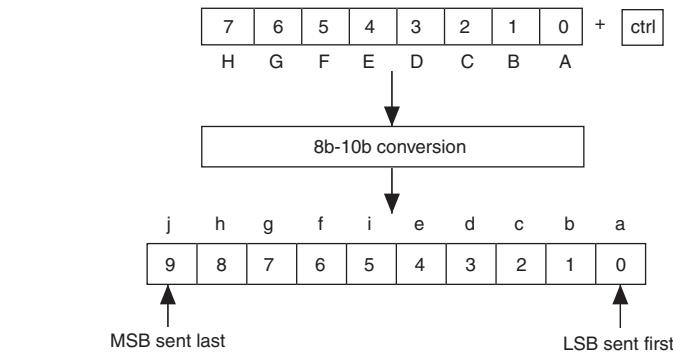 7 6 5 4 3 2 1 0 + ctrl
H G F E D C B A
8b-10b conversion
j h g f i e d c b a
9 8 7 6 5 4 3 2 1 0
MSB sent last
LSB sent first